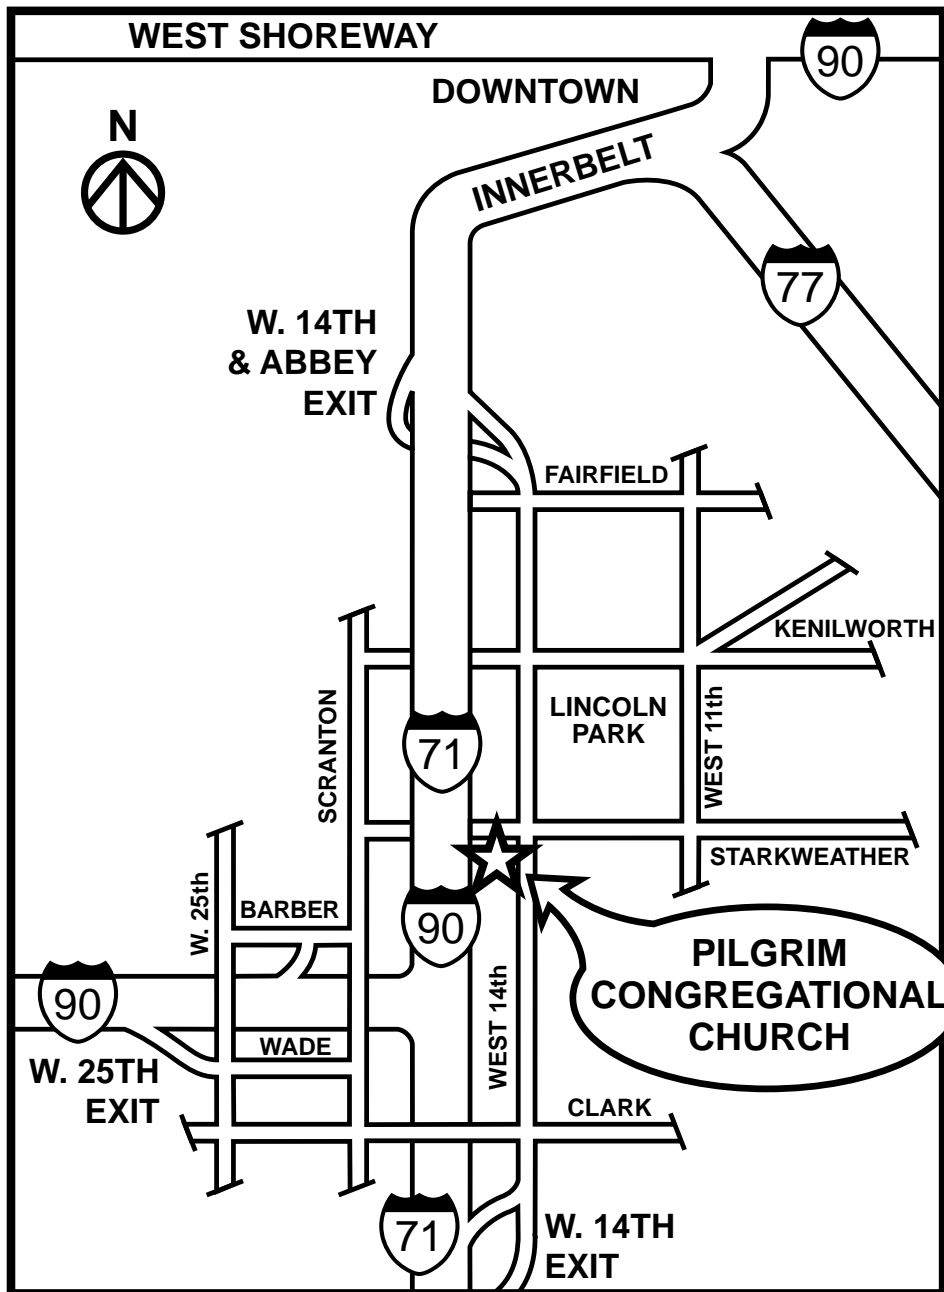 WEST SHOREWAY
90
DOWNTOWN
N
INNERBELT
77
W. 14TH
& ABBEY
EXIT
FAIRFIELD
KENILWORTH
SCRANTON
LINCOLN
PARK
WEST 11th
71
STARKWEATHER
W. 25th
BARBER
90
PILGRIM
CONGREGATIONAL
CHURCH
90
WEST 14th
WADE
W. 25TH
EXIT
CLARK
71
W. 14TH
EXIT